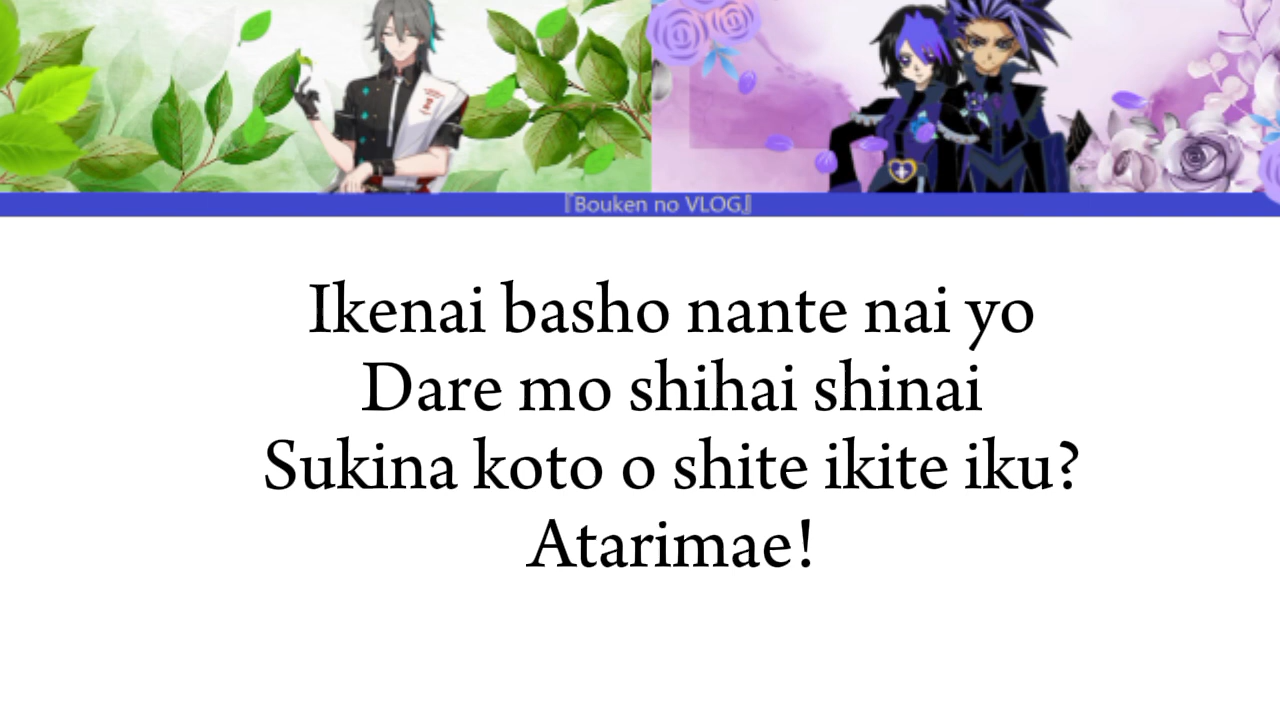 『Bouken no VLOG』
Ikenai basho nante nai yo
Dare mo shihai shinai
Sukina koto o shite ikite iku?
Atarimae!